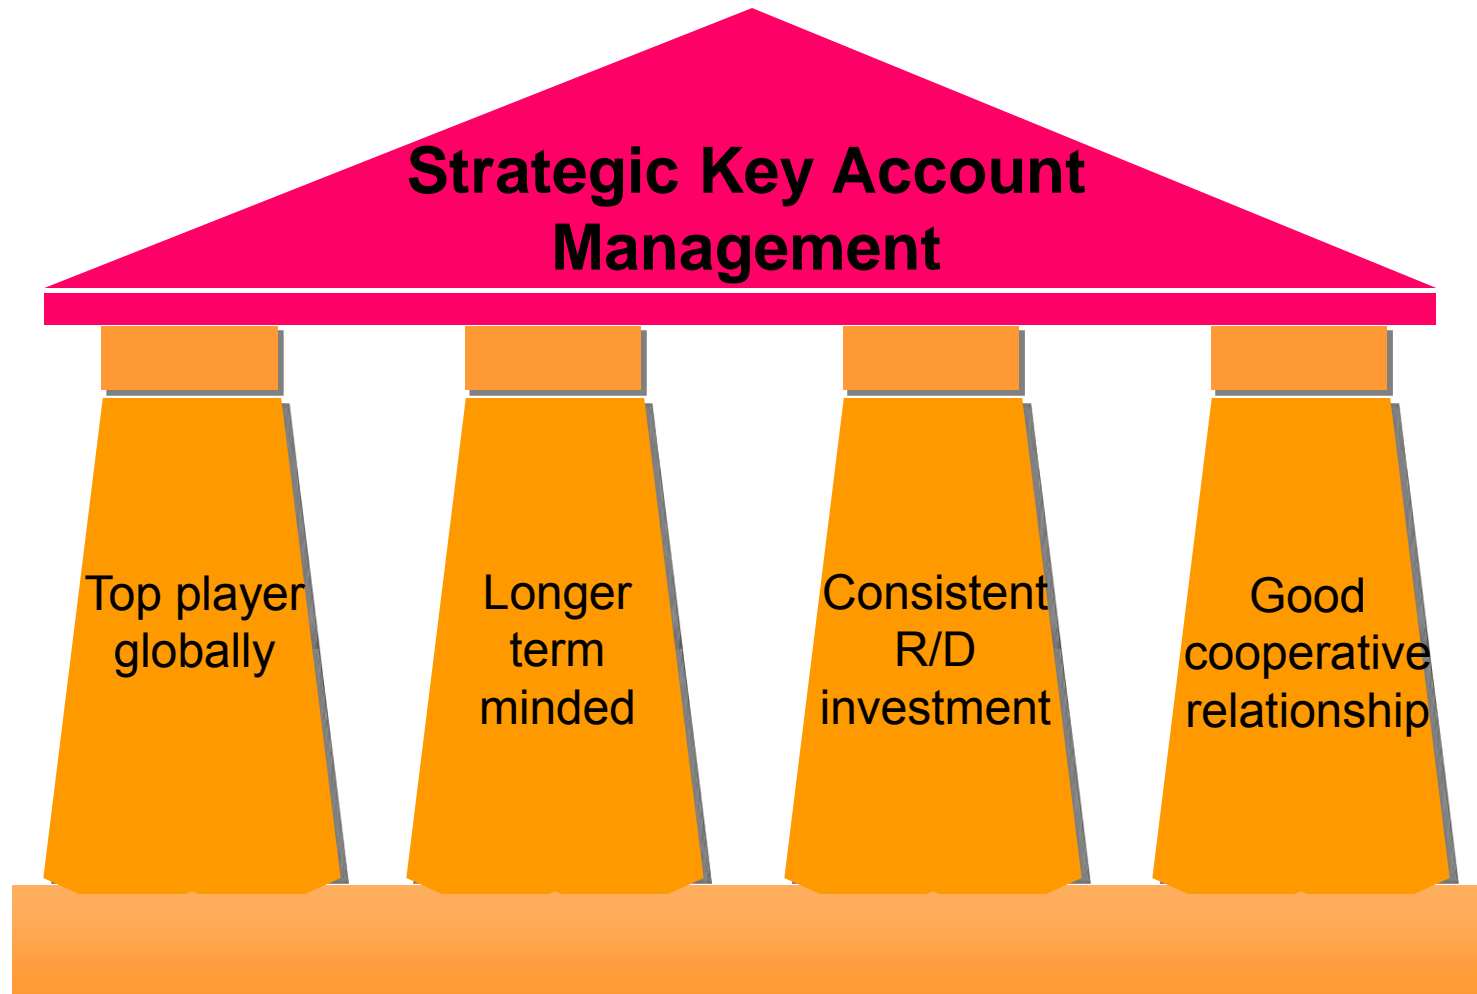 Strategic Key Account
Management
Top player
globally
Longer
term
minded
Consistent
R/D
investment
Good
cooperative
relationship